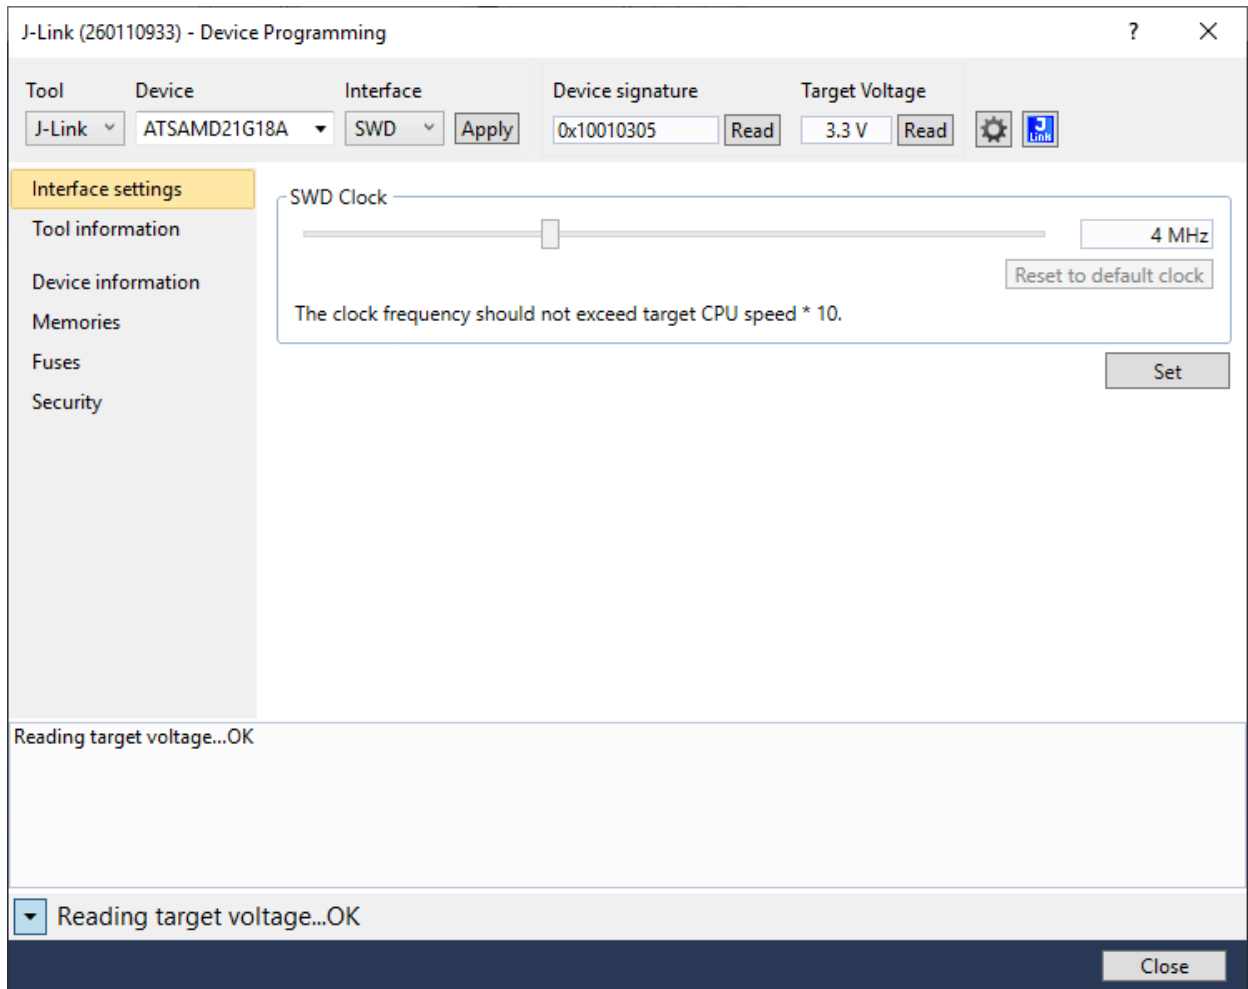 J-Link (260110933) - Device Programming ?
Tool Device Interface Device signature Target Voltage
J-Link ATSAMD21G18A SWD Apply 0x10010305 Read 3.3 V Read J Link
Interface settings
Tool information
Device information
Memories
Fuses
Security
SWD Clock
4 MHz
Reset to default clock
The clock frequency should not exceed target CPU speed * 10.
Set
Reading target voltage...OK
Reading target voltage...OK
Close